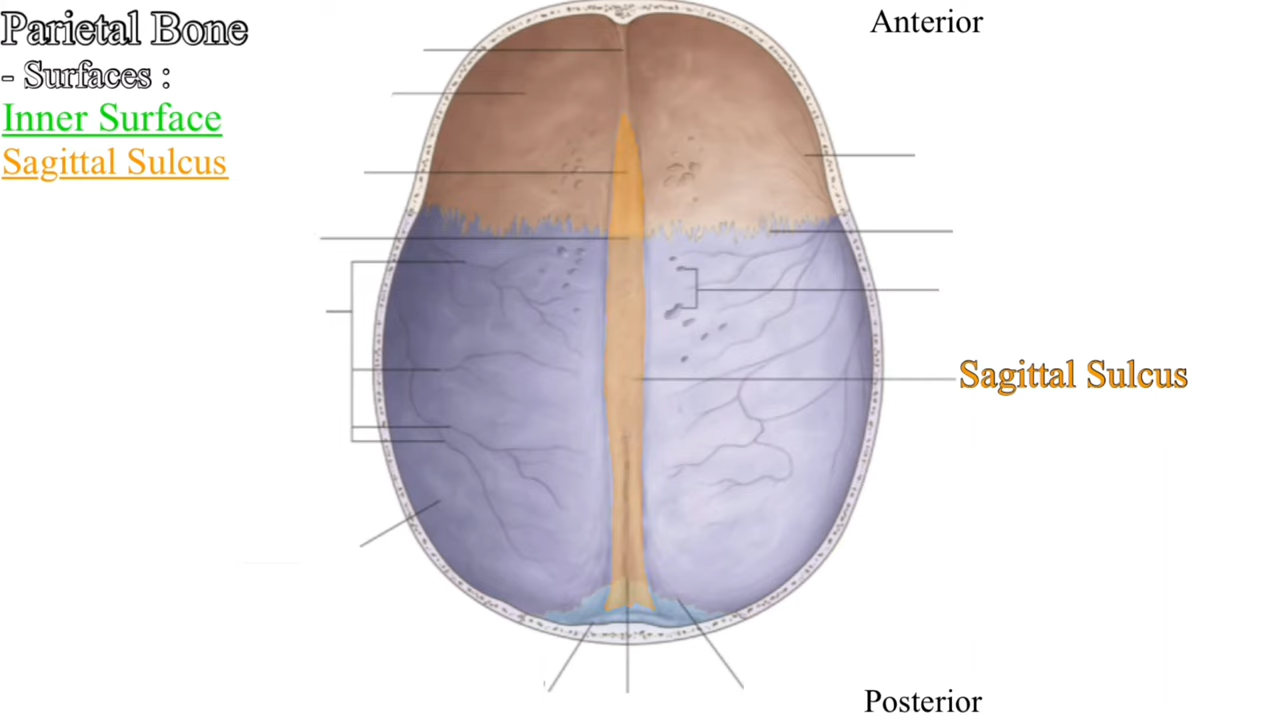 Parietal Bone
- Surfaces :
Inner Surface
Sagittal Sulcus
Anterior
Sagittal Sulcus
Posterior